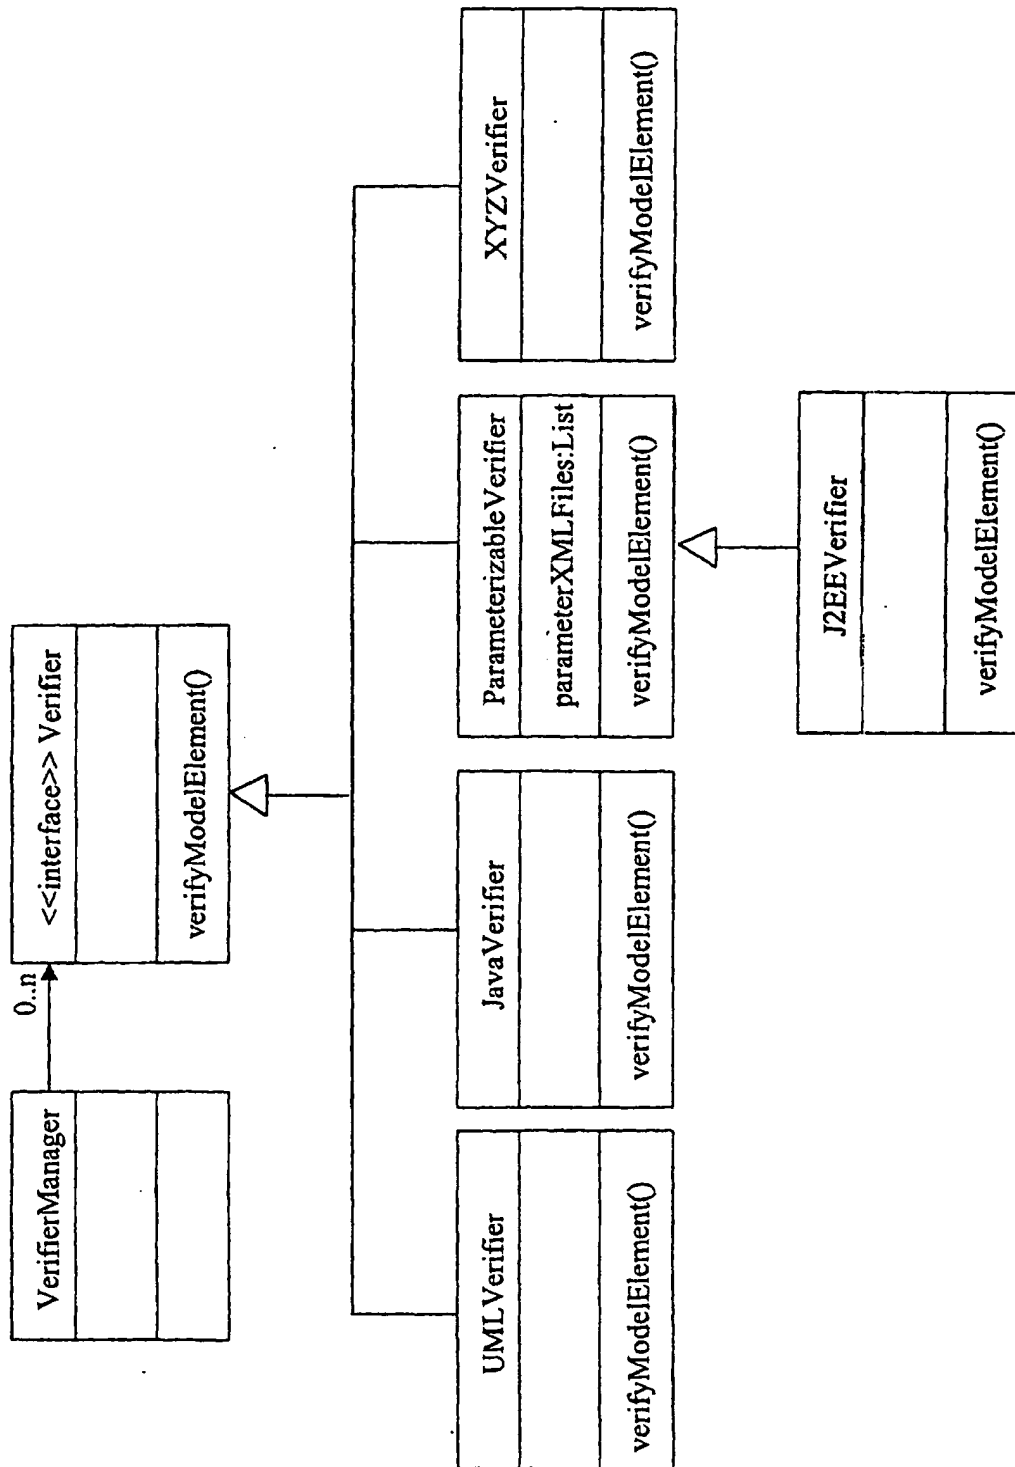 VerifierManager
0..n
<<interface>> Verifier
verifyModelElement()
UMLVerifier
verifyModelElement()
JavaVerifier
verifyModelElement()
ParameterizableVerifier
parameterXMLFiles:List
verifyModelElement()
XYZVerifier
verifyModelElement()
J2EEVerifier
verifyModelElement()